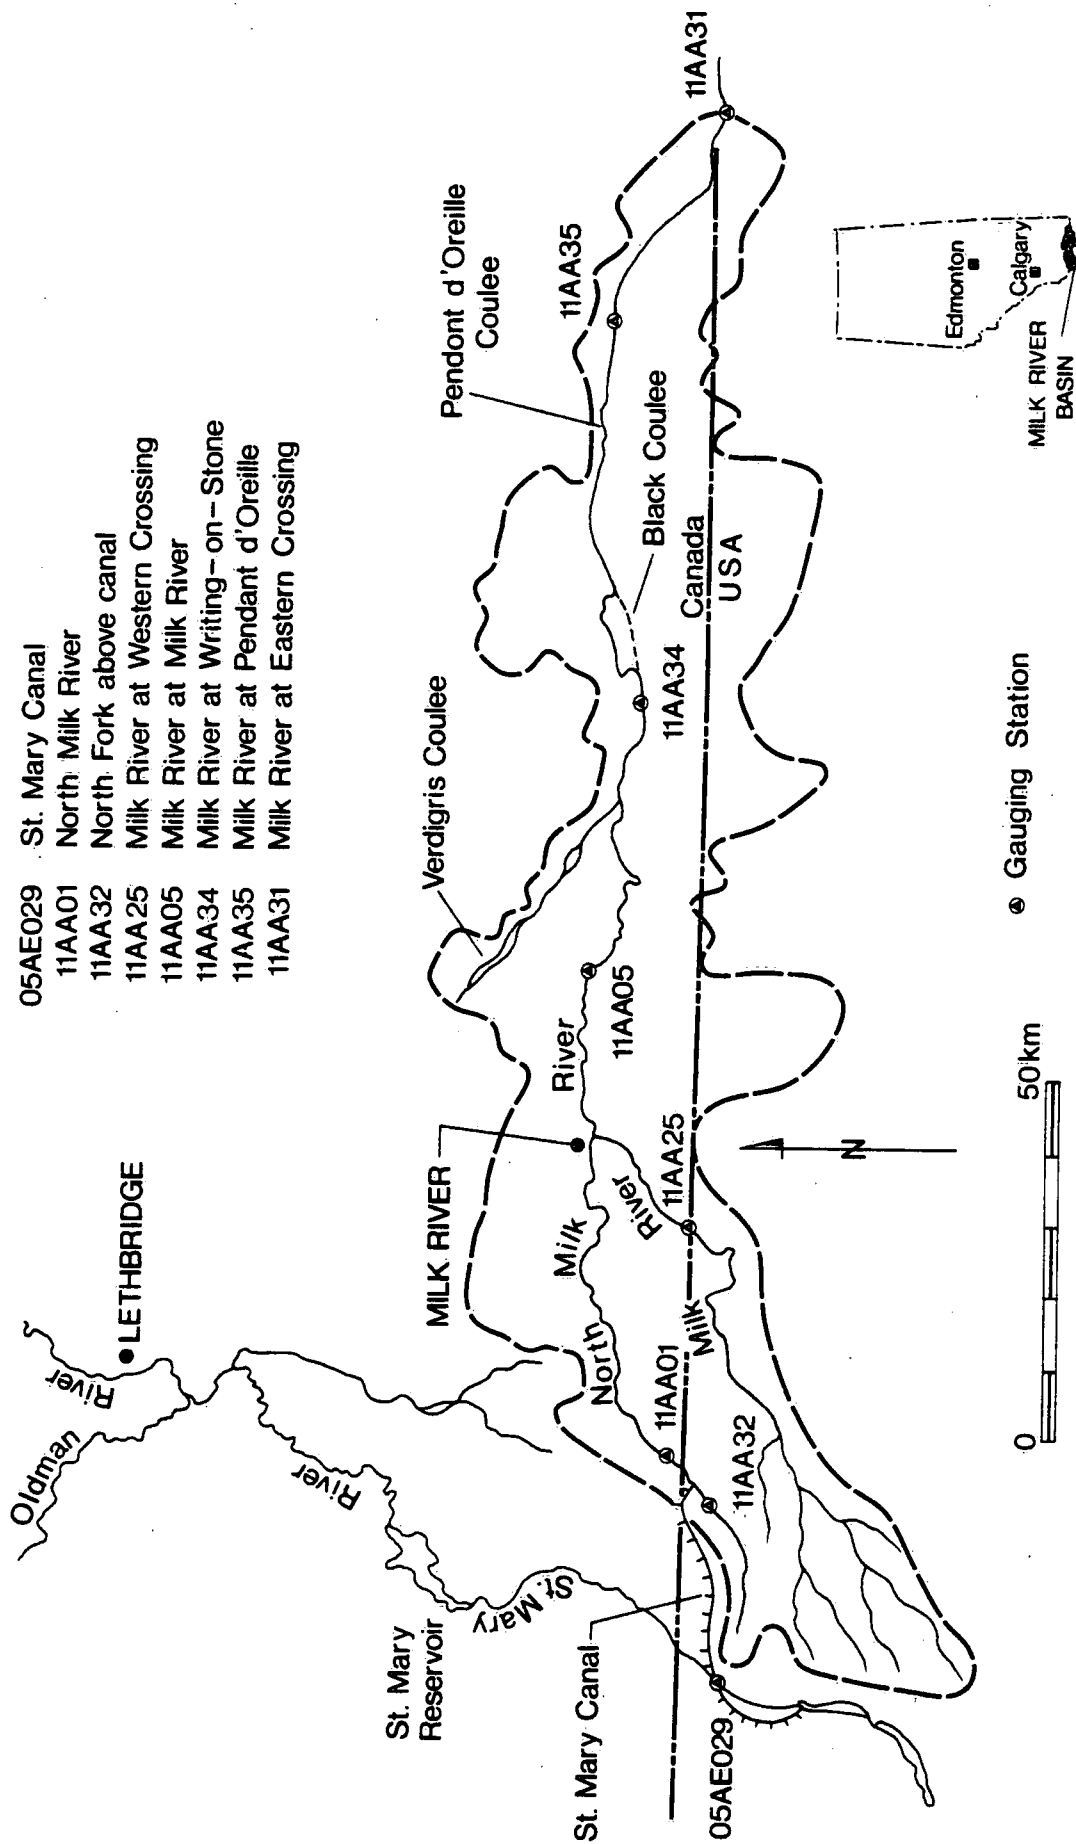 05AE029 St. Mary Canal
11AA01 North Milk River
11AA32 North Fork above canal
11AA25 Milk River at Western Crossing
11AA05 Milk River at Milk River
11AA34 Milk River at Writing-on-Stone
11AA35 Milk River at Pendant d'Oreille
11AA31 Milk River at Eastern Crossing
Oldman
River
LETHBRIDGE
River
St. Mary
St. Mary
Reservoir
St. Mary Canal
05AE029
MILK RIVER
North
Milk
River
11AA01
11AA32
Milk
River
11AA25
11AA05
Verdigris Coulee
11AA34
Black Coulee
Pendont d'Oreille
Coulee
11AA35
11AA31
Canada
USA
N
0
50 km
Gauging Station
Edmonton
Calgary
MILK RIVER
BASIN